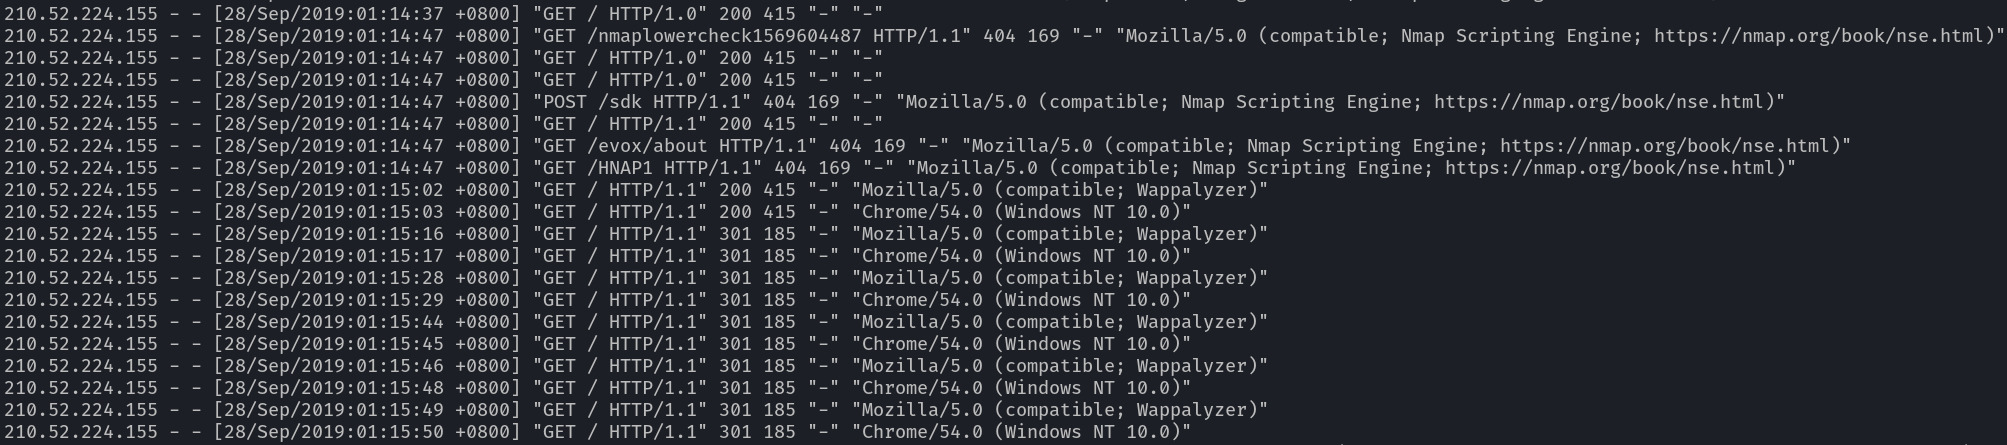 210.52.224.155 - - [28/Sep/2019:01:14:37 +0800] "GET / HTTP/1.0" 200 415 "-" "-"
210.52.224.155 - - [28/Sep/2019:01:14:47 +0800] "GET /nmaplowercheck1569604487 HTTP/1.1" 404 169 "-" "Mozilla/5.0 (compatible; Nmap Scripting Engine; https://nmap.org/book/nse.html)"
210.52.224.155 - - [28/Sep/2019:01:14:47 +0800] "GET / HTTP/1.0" 200 415 "-" "-"
210.52.224.155 - - [28/Sep/2019:01:14:47 +0800] "GET / HTTP/1.0" 200 415 "-" "-"
210.52.224.155 - - [28/Sep/2019:01:14:47 +0800] "POST /sdk HTTP/1.1" 404 169 "-" "Mozilla/5.0 (compatible; Nmap Scripting Engine; https://nmap.org/book/nse.html)"
210.52.224.155 - - [28/Sep/2019:01:14:47 +0800] "GET / HTTP/1.1" 200 415 "-" "-"
210.52.224.155 - - [28/Sep/2019:01:14:47 +0800] "GET /evox/about HTTP/1.1" 404 169 "-" "Mozilla/5.0 (compatible; Nmap Scripting Engine; https://nmap.org/book/nse.html)"
210.52.224.155 - - [28/Sep/2019:01:14:47 +0800] "GET /HNAP1 HTTP/1.1" 404 169 "-" "Mozilla/5.0 (compatible; Nmap Scripting Engine; https://nmap.org/book/nse.html)"
210.52.224.155 - - [28/Sep/2019:01:15:02 +0800] "GET / HTTP/1.1" 200 415 "-" "Mozilla/5.0 (compatible; Wappalyzer)"
210.52.224.155 - - [28/Sep/2019:01:15:03 +0800] "GET / HTTP/1.1" 200 415 "-" "Chrome/54.0 (Windows NT 10.0)"
210.52.224.155 - - [28/Sep/2019:01:15:16 +0800] "GET / HTTP/1.1" 301 185 "-" "Mozilla/5.0 (compatible; Wappalyzer)"
210.52.224.155 - - [28/Sep/2019:01:15:17 +0800] "GET / HTTP/1.1" 301 185 "-" "Chrome/54.0 (Windows NT 10.0)"
210.52.224.155 - - [28/Sep/2019:01:15:28 +0800] "GET / HTTP/1.1" 301 185 "-" "Mozilla/5.0 (compatible; Wappalyzer)"
210.52.224.155 - - [28/Sep/2019:01:15:29 +0800] "GET / HTTP/1.1" 301 185 "-" "Chrome/54.0 (Windows NT 10.0)"
210.52.224.155 - - [28/Sep/2019:01:15:44 +0800] "GET / HTTP/1.1" 301 185 "-" "Mozilla/5.0 (compatible; Wappalyzer)"
210.52.224.155 - - [28/Sep/2019:01:15:45 +0800] "GET / HTTP/1.1" 301 185 "-" "Chrome/54.0 (Windows NT 10.0)"
210.52.224.155 - - [28/Sep/2019:01:15:46 +0800] "GET / HTTP/1.1" 301 185 "-" "Mozilla/5.0 (compatible; Wappalyzer)"
210.52.224.155 - - [28/Sep/2019:01:15:48 +0800] "GET / HTTP/1.1" 301 185 "-" "Chrome/54.0 (Windows NT 10.0)"
210.52.224.155 - - [28/Sep/2019:01:15:49 +0800] "GET / HTTP/1.1" 301 185 "-" "Mozilla/5.0 (compatible; Wappalyzer)"
210.52.224.155 - - [28/Sep/2019:01:15:50 +0800] "GET / HTTP/1.1" 301 185 "-" "Chrome/54.0 (Windows NT 10.0)"